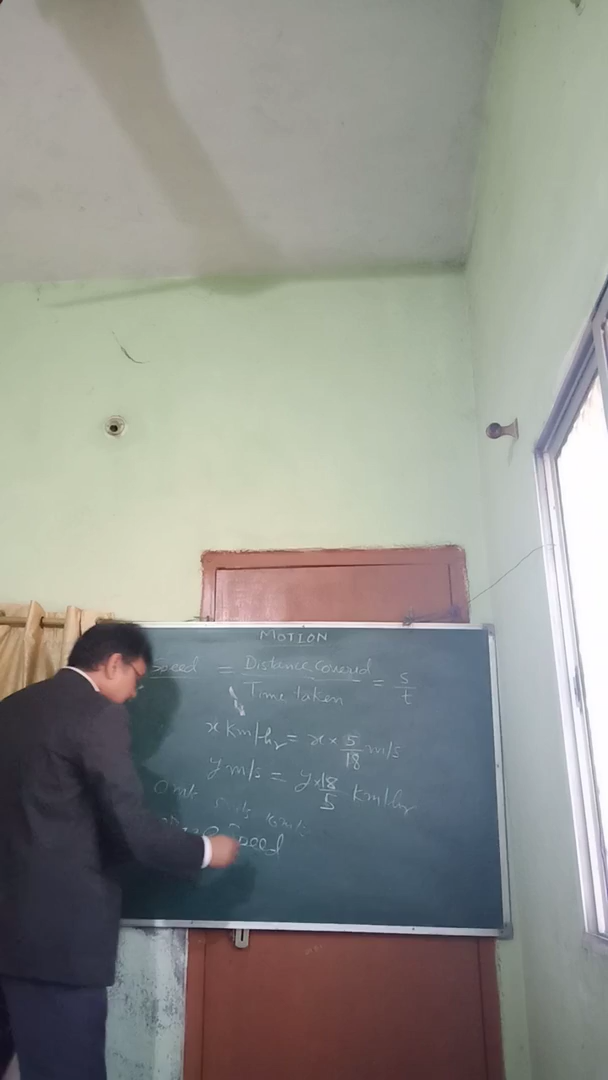 MOTION
Speed = Distance Covered / Time taken = s / t
x km/hr = x × 5/18 m/s
y m/s = y × 18/5 km/hr
Speed